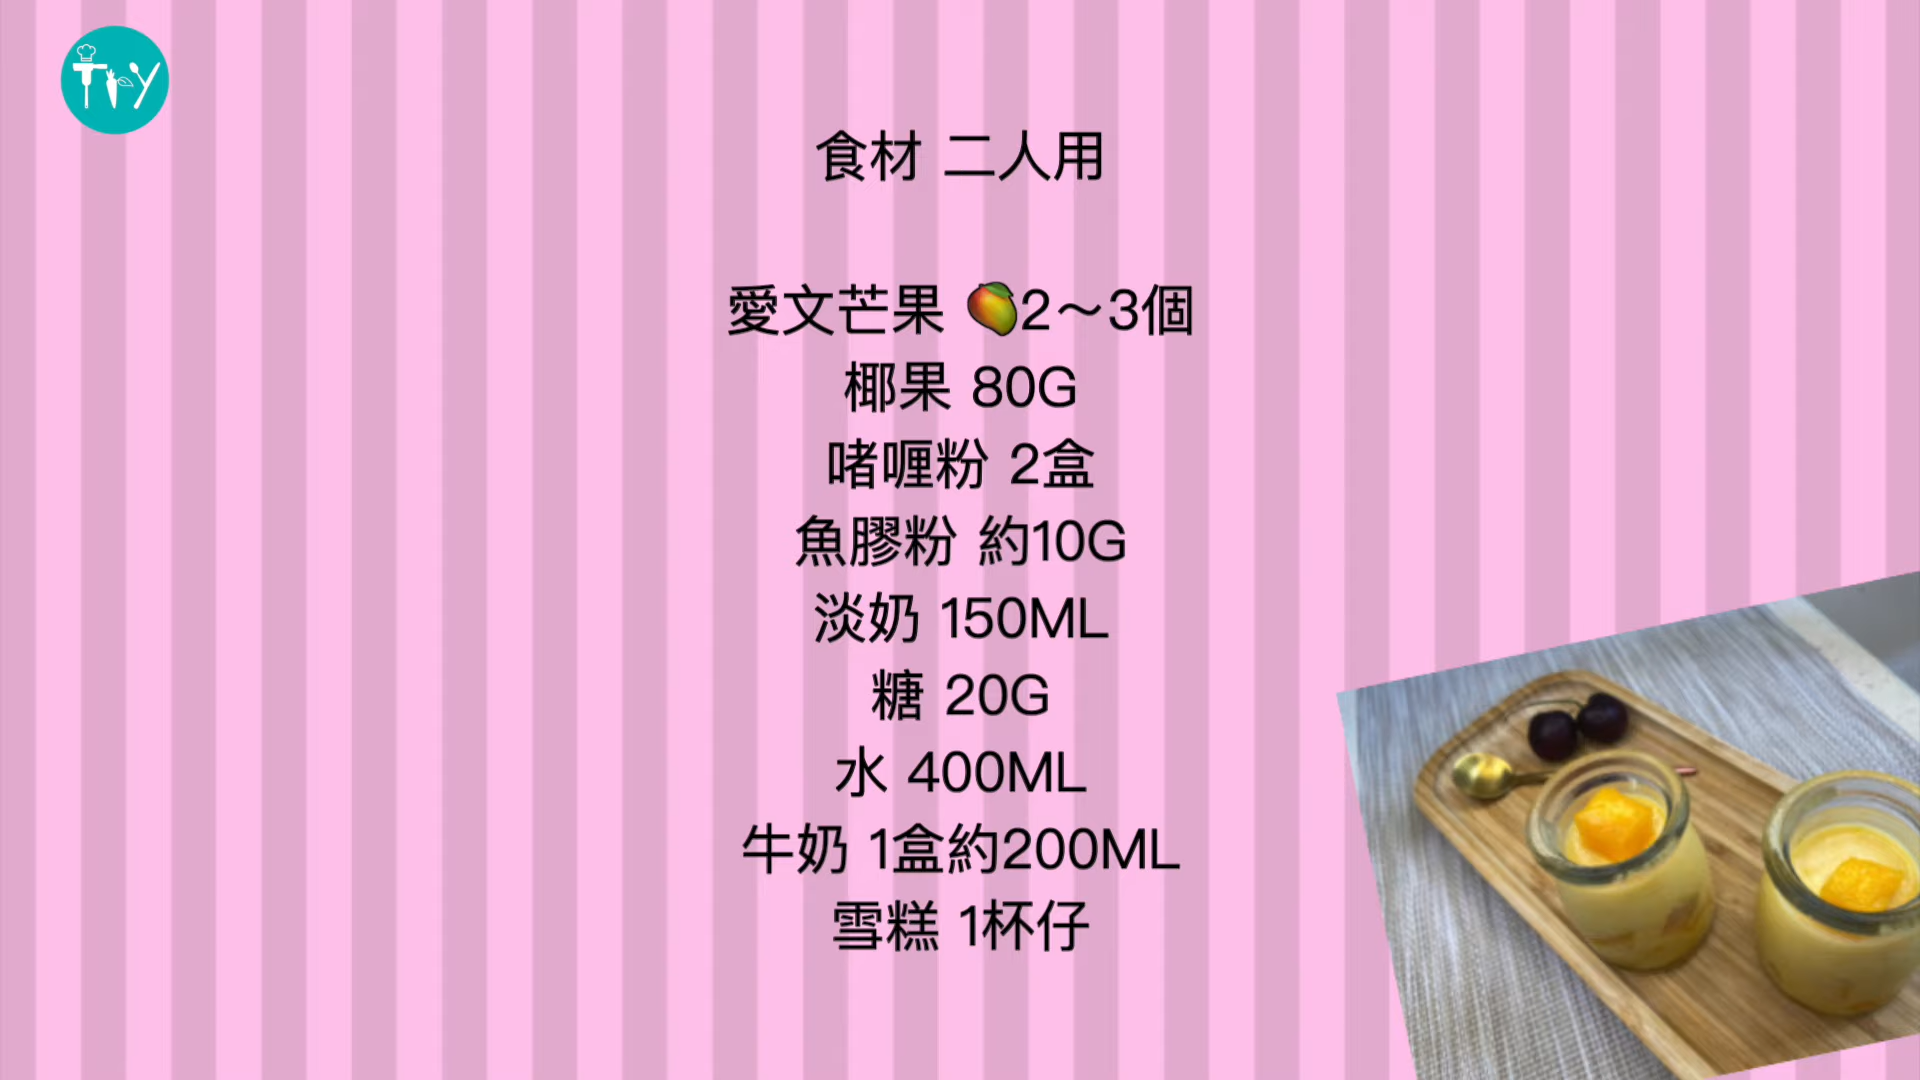 Try
食材 二人用
愛文芒果 🥭2～3個
椰果 80G
啫喱粉 2盒
魚膠粉 約10G
淡奶 150ML
糖 20G
水 400ML
牛奶 1盒約200ML
雪糕 1杯仔